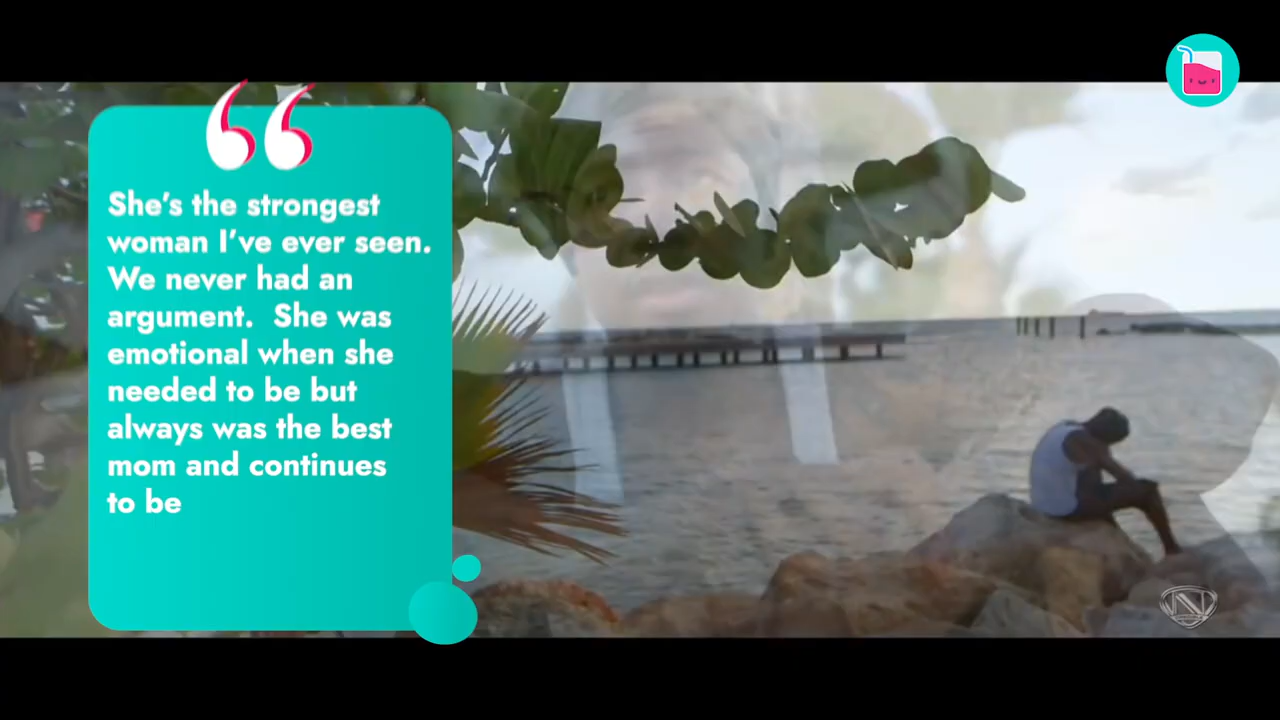 She's the strongest
woman I've ever seen.
We never had an
argument.  She was
emotional when she
needed to be but
always was the best
mom and continues
to be